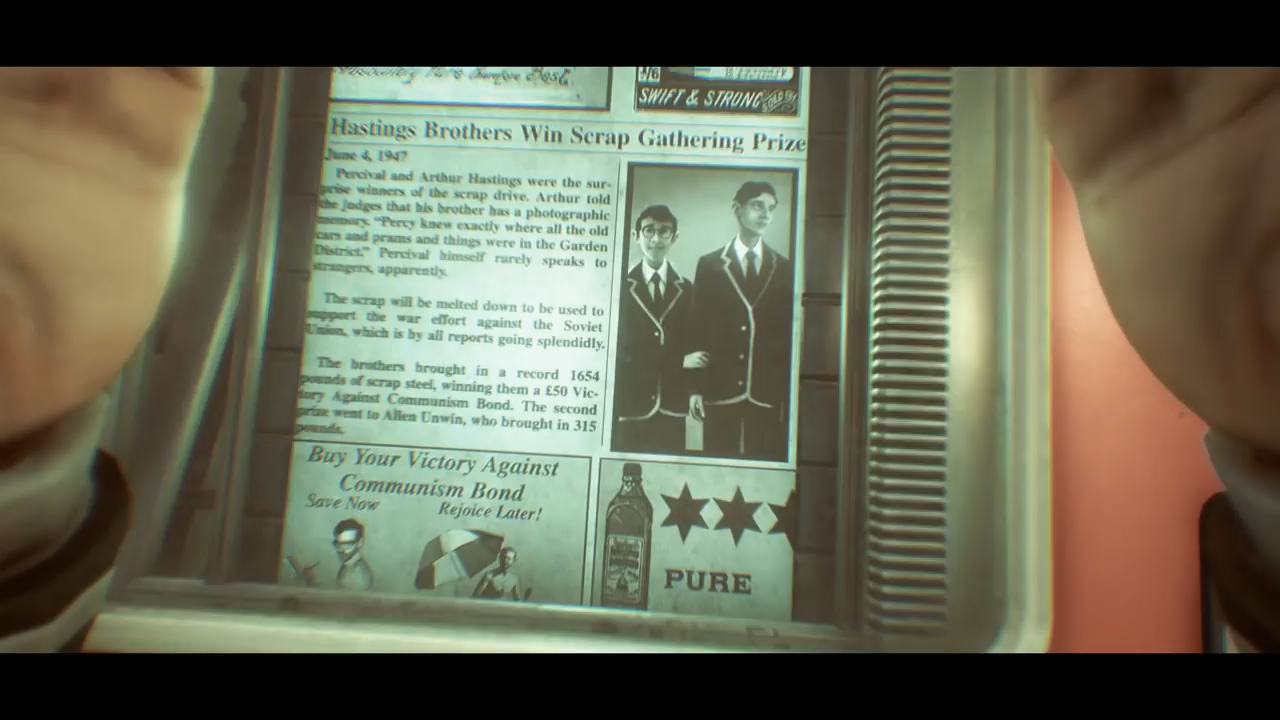 1/6
SWIFT & STRONG
Hastings Brothers Win Scrap Gathering Prize
June 4, 1947
Percival and Arthur Hastings were the sur-
prise winners of the scrap drive. Arthur told
the judges that his brother has a photographic
memory. "Percy knew exactly where all the old
cars and prams and things were in the Garden
District." Percival himself rarely speaks to
strangers, apparently.
The scrap will be melted down to be used to
support the war effort against the Soviet
Union, which is by all reports going splendidly.
The brothers brought in a record 1654
pounds of scrap steel, winning them a £50 Vic-
tory Against Communism Bond. The second
prize went to Allen Unwin, who brought in 315
pounds.
Buy Your Victory Against
Communism Bond
Save Now
Rejoice Later!
PURE